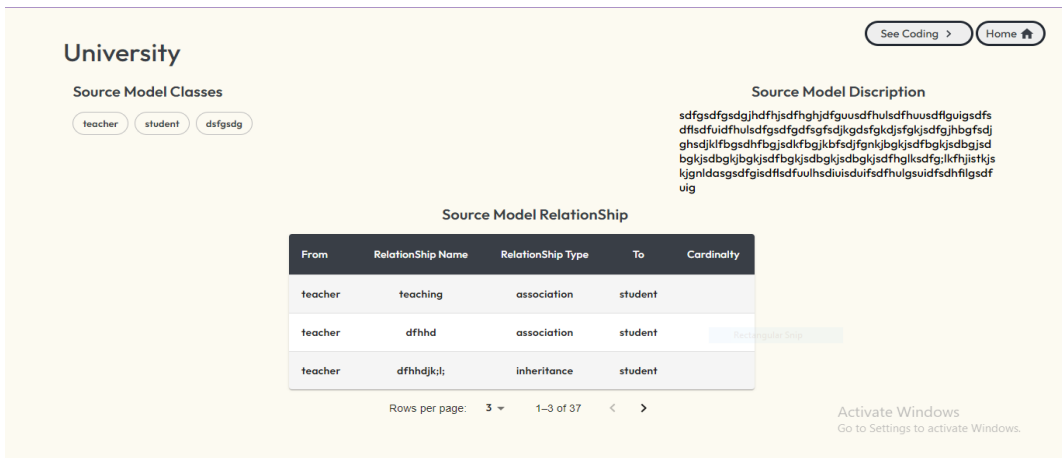 See Coding
Home
University
Source Model Classes
teacher student dsfgsdg
Source Model Discription
sdfgsdfgsdgjhdfhjsdfhghjdfguusdfhulsdfhuusdflguigsdfs
dflsdfuidfhulsdfgsdfgdfsgfsdjkgdsfgkdjsfgkjsdfgjhbgfsdj
ghsdjklfbgsdhfbgjsdkfbgjkbfsdjfgnkjbgkjsdfbgkjsdbgjsd
bgkjsdbgkjbgkjsdfbgkjsdbgkjsdbgkjsdfhglksdfg;lkfhjistkjs
kjgnldasgsdfgisdflsdfuulhsdiuisduifsdfhulgsuidfsdhfilgsdf
uig
Source Model RelationShip
From RelationShip Name RelationShip Type To Cardinalty
teacher teaching association student
teacher dfhhd association student
Rectangular Snip
teacher dfhhdjk;l; inheritance student
Rows per page: 3 1–3 of 37
Activate Windows
Go to Settings to activate Windows.